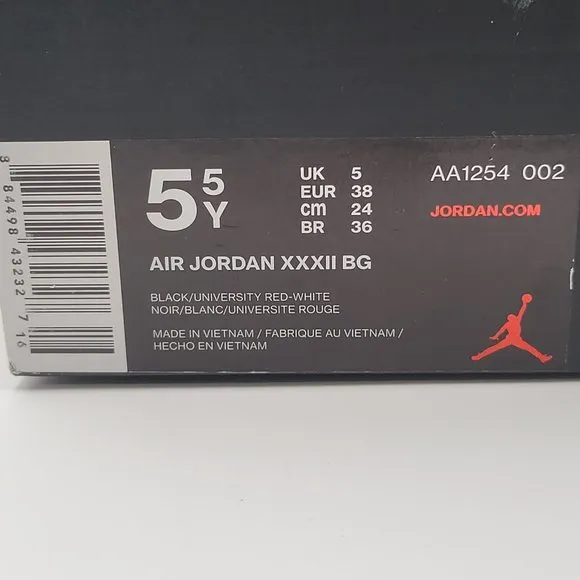 8 84498 43232 7 16
5 5 Y
UK 5
EUR 38
cm 24
BR 36
AA1254 002
JORDAN.COM
AIR JORDAN XXXII BG
BLACK/UNIVERSITY RED-WHITE
NOIR/BLANC/UNIVERSITE ROUGE
MADE IN VIETNAM / FABRIQUE AU VIETNAM /
HECHO EN VIETNAM